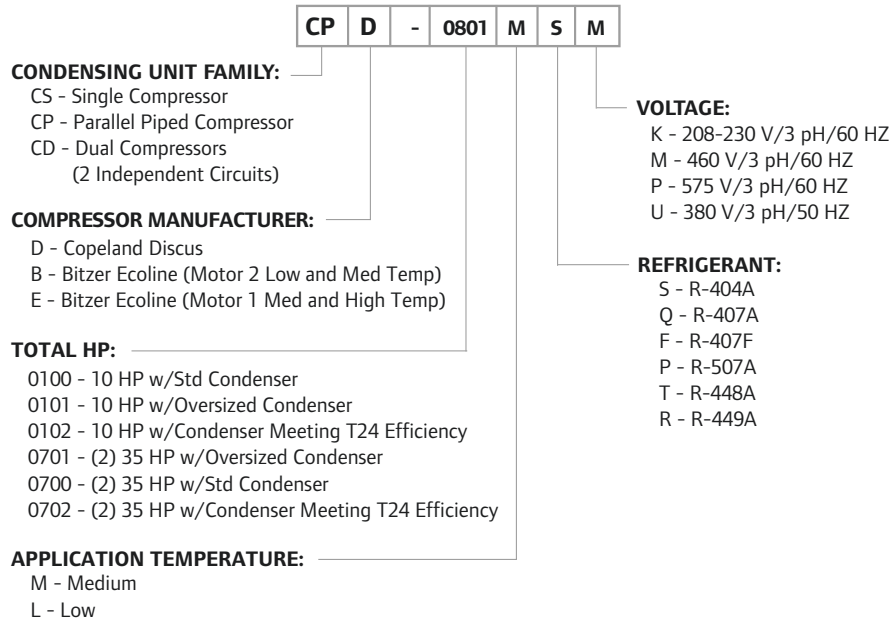 CP D - 0801 M S M
CONDENSING UNIT FAMILY:
CS - Single Compressor
CP - Parallel Piped Compressor
CD - Dual Compressors
(2 Independent Circuits)
COMPRESSOR MANUFACTURER:
D - Copeland Discus
B - Bitzer Ecoline (Motor 2 Low and Med Temp)
E - Bitzer Ecoline (Motor 1 Med and High Temp)
TOTAL HP:
0100 - 10 HP w/Std Condenser
0101 - 10 HP w/Oversized Condenser
0102 - 10 HP w/Condenser Meeting T24 Efficiency
0701 - (2) 35 HP w/Oversized Condenser
0700 - (2) 35 HP w/Std Condenser
0702 - (2) 35 HP w/Condenser Meeting T24 Efficiency
APPLICATION TEMPERATURE:
M - Medium
L - Low
VOLTAGE:
K - 208-230 V/3 pH/60 HZ
M - 460 V/3 pH/60 HZ
P - 575 V/3 pH/60 HZ
U - 380 V/3 pH/50 HZ
REFRIGERANT:
S - R-404A
Q - R-407A
F - R-407F
P - R-507A
T - R-448A
R - R-449A